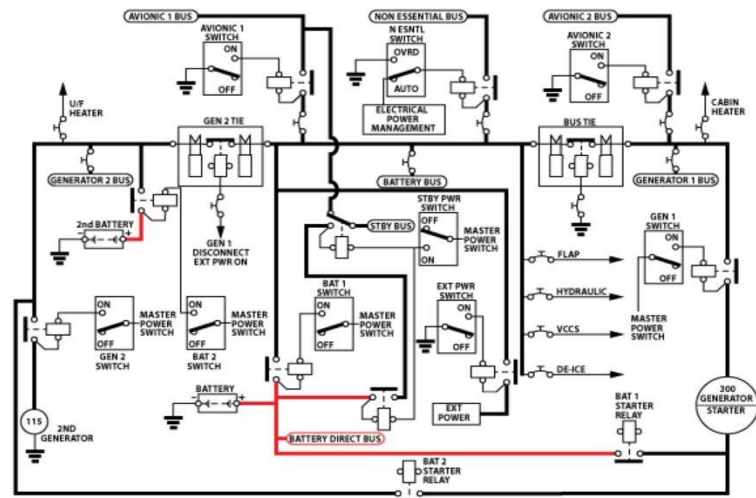 AVIONIC 1 BUS
NON ESSENTIAL BUS
AVIONIC 2 BUS
AVIONIC 1
SWITCH
ON
OFF
N ESNTL
SWITCH
OVRD
AUTO
ELECTRICAL
POWER
MANAGEMENT
AVIONIC 2
SWITCH
ON
OFF
U/F
HEATER
GEN 2 TIE
BUS TIE
CABIN
HEATER
GENERATOR 2 BUS
BATTERY BUS
GENERATOR 1 BUS
2nd BATTERY
- +
GEN 1
DISCONNECT
EXT PWR ON
STBY BUS
STBY PWR
SWITCH
OFF
ON
MASTER
POWER
SWITCH
GEN 1
SWITCH
ON
OFF
MASTER
POWER
SWITCH
FLAP
HYDRAULIC
VCCS
DE-ICE
ON
OFF
MASTER
POWER
SWITCH
GEN 2
SWITCH
ON
OFF
MASTER
POWER
SWITCH
BAT 2
SWITCH
BAT 1
SWITCH
ON
OFF
MASTER
POWER
SWITCH
EXT PWR
SWITCH
ON
OFF
BATTERY
- +
EXT
POWER
BATTERY DIRECT BUS
115
2ND
GENERATOR
BAT 1
STARTER
RELAY
300
GENERATOR
STARTER
BAT 2
STARTER
RELAY